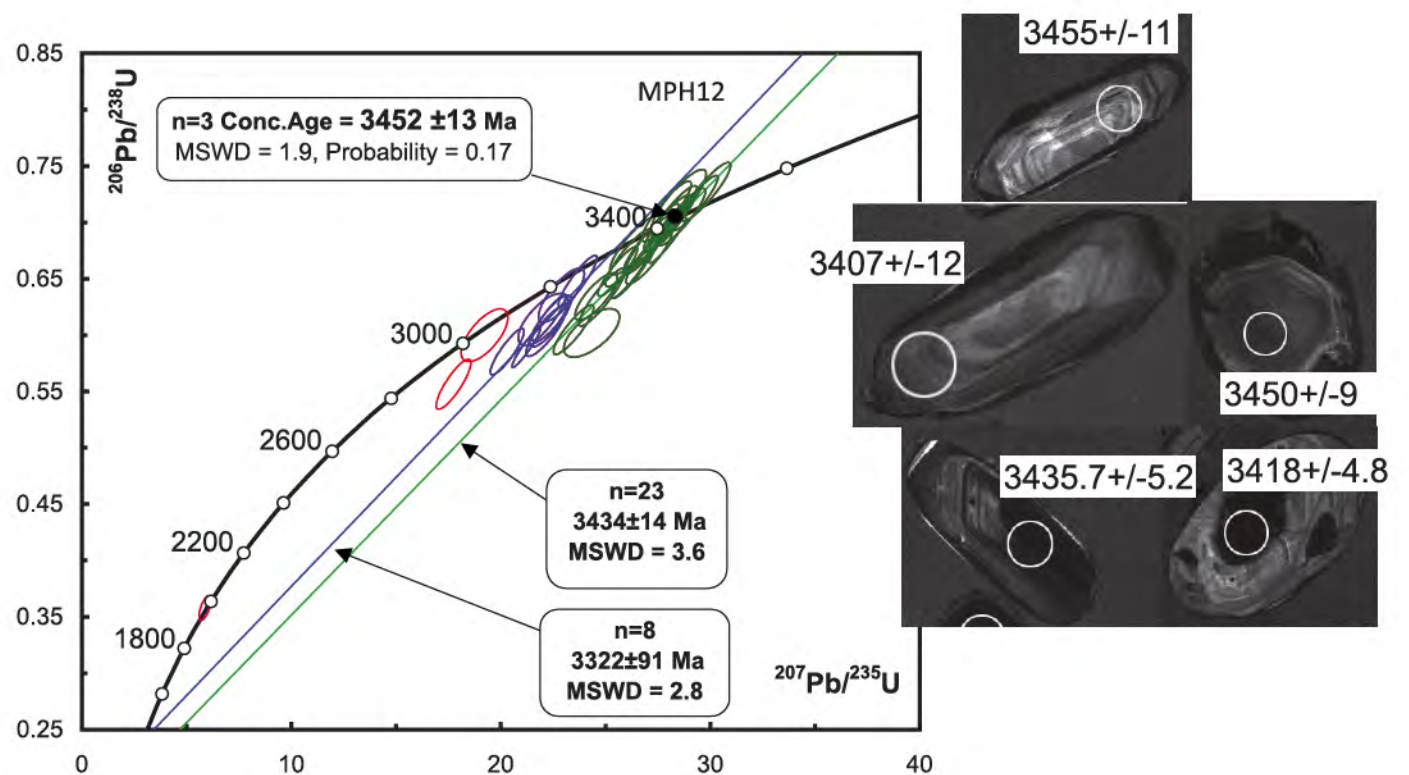 0.85
0.75
0.65
0.55
0.45
0.35
0.25
0
10
20
30
40
²⁰⁶Pb/²³⁸U
²⁰⁷Pb/²³⁵U
MPH12
n=3 Conc.Age = 3452 ±13 Ma
MSWD = 1.9, Probability = 0.17
3400
3000
2600
2200
1800
n=23
3434±14 Ma
MSWD = 3.6
n=8
3322±91 Ma
MSWD = 2.8
3455+/-11
3407+/-12
3450+/-9
3435.7+/-5.2
3418+/-4.8